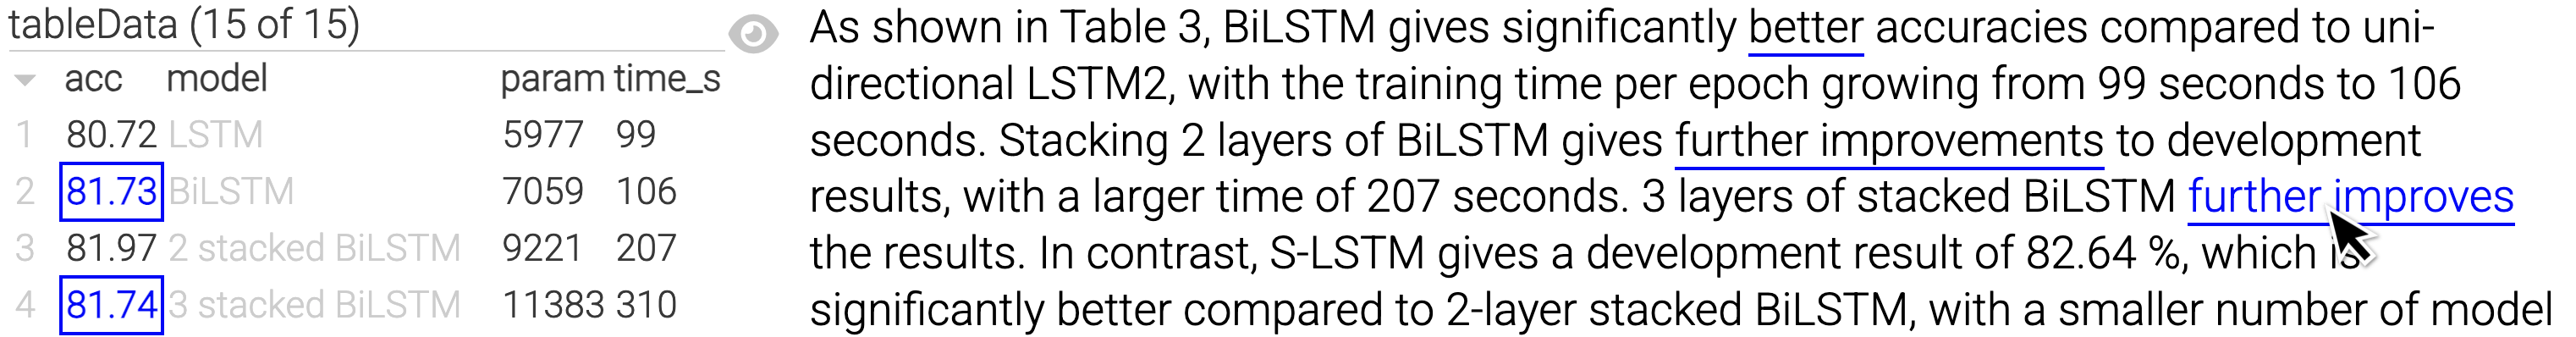 tableData (15 of 15)
acc model param time_s
1 80.72 LSTM 5977 99
2 81.73 BiLSTM 7059 106
3 81.97 2 stacked BiLSTM 9221 207
4 81.74 3 stacked BiLSTM 11383 310
As shown in Table 3, BiLSTM gives significantly better accuracies compared to uni-
directional LSTM2, with the training time per epoch growing from 99 seconds to 106
seconds. Stacking 2 layers of BiLSTM gives further improvements to development
results, with a larger time of 207 seconds. 3 layers of stacked BiLSTM further improves
the results. In contrast, S-LSTM gives a development result of 82.64 %, which is
significantly better compared to 2-layer stacked BiLSTM, with a smaller number of model